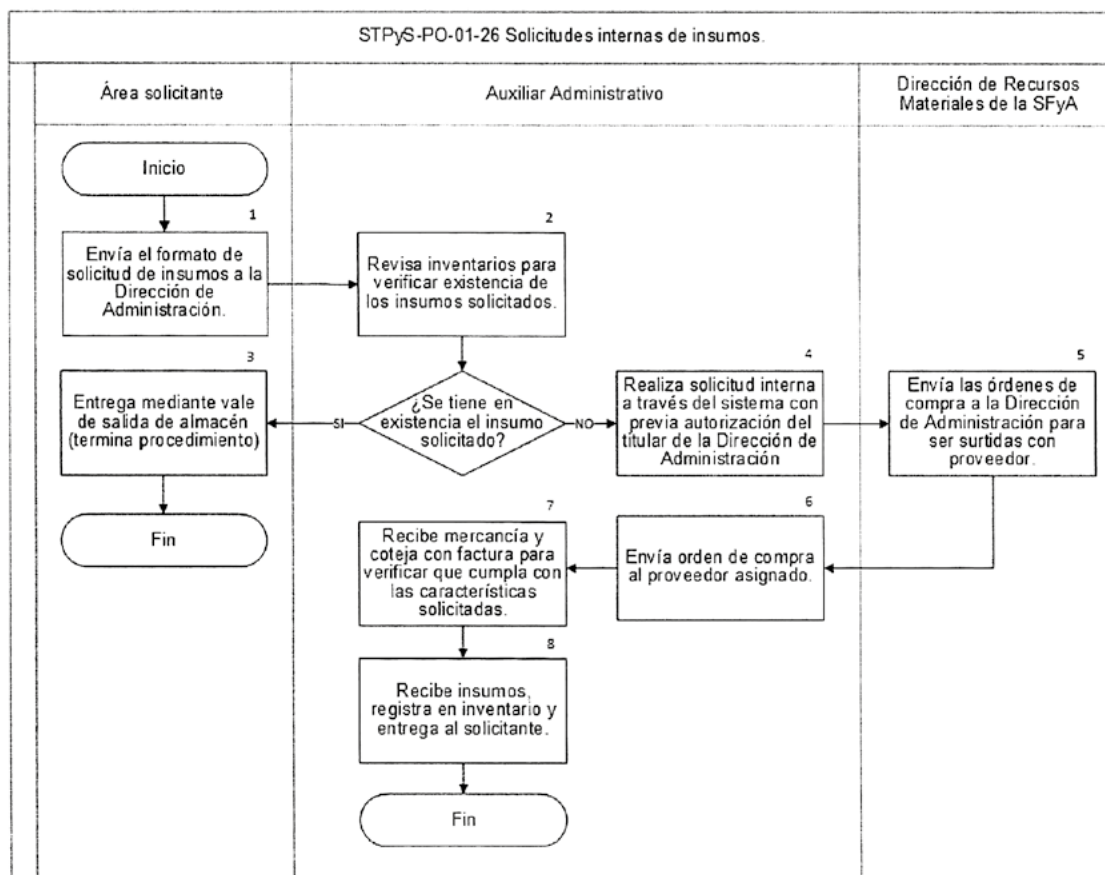 STPyS-PO-01-26 Solicitudes internas de insumos.
Área solicitante
Auxiliar Administrativo
Dirección de Recursos
Materiales de la SFyA
Inicio
1
Envía el formato de
solicitud de insumos a la
Dirección de
Administración.
2
Revisa inventarios para
verificar existencia de
los insumos solicitados.
3
Entrega mediante vale
de salida de almacén
(termina procedimiento)
SI
¿Se tiene en
existencia el insumo
solicitado?
NO
4
Realiza solicitud interna
a través del sistema con
previa autorización del
titular de la Dirección de
Administración
5
Envía las órdenes de
compra a la Dirección
de Administración para
ser surtidas con
proveedor.
Fin
6
Envía orden de compra
al proveedor asignado.
7
Recibe mercancía y
coteja con factura para
verificar que cumpla con
las características
solicitadas.
8
Recibe insumos,
registra en inventario y
entrega al solicitante.
Fin